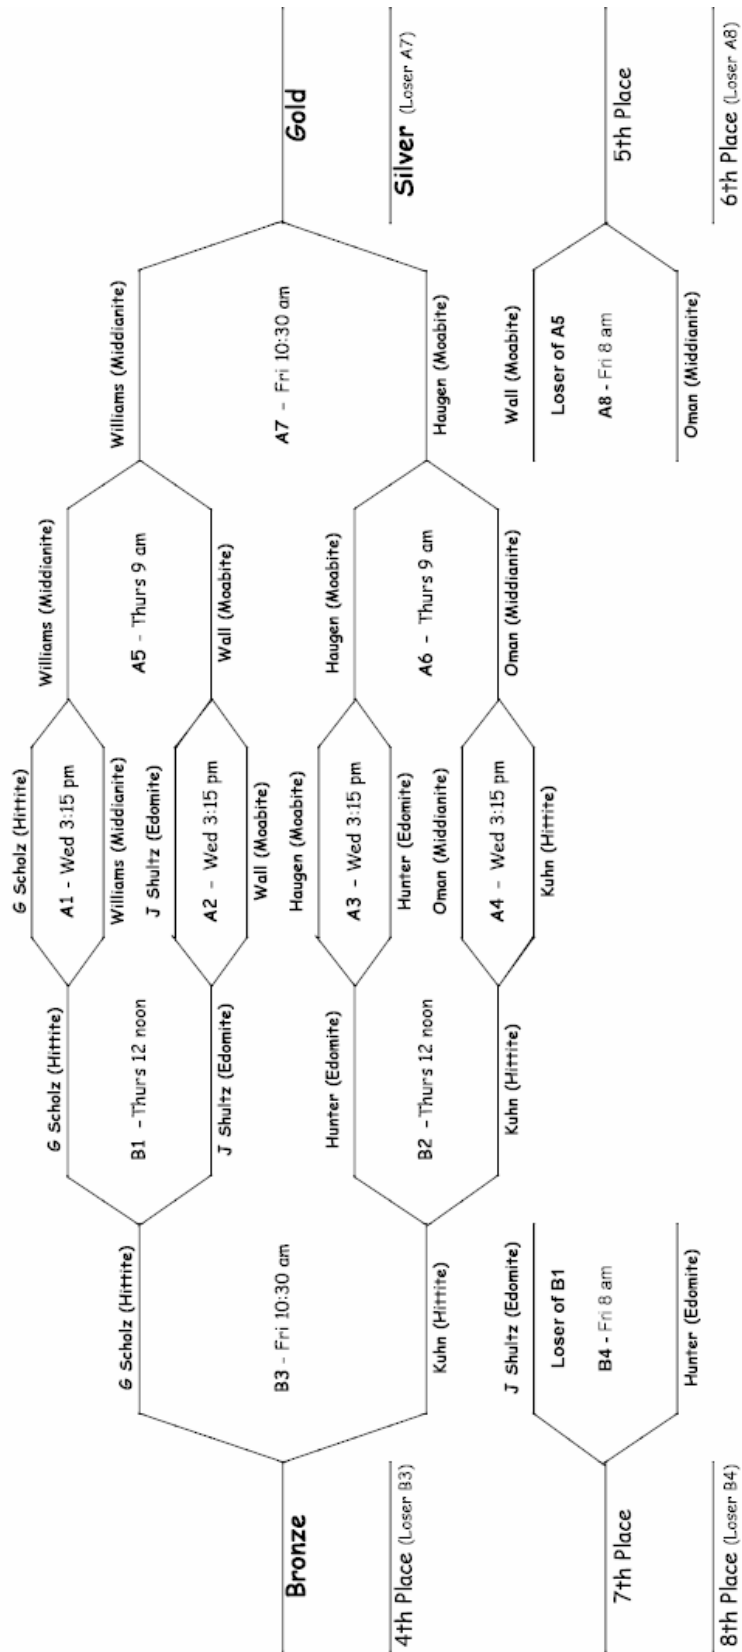 G Scholz (Hittite)
G Scholz (Hittite)
Williams (Middianite)
A1 - Wed 3:15 pm
G Scholz (Hittite)
Williams (Middianite)
Williams (Middianite)
B1 - Thurs 12 noon
A5 - Thurs 9 am
J Shultz (Edomite)
A2 - Wed 3:15 pm
J Shultz (Edomite)
Wall (Moabite)
Wall (Moabite)
B3 - Fri 10:30 am
A7 - Fri 10:30 am
Bronze
Haugen (Moabite)
Gold
Hunter (Edomite)
Haugen (Moabite)
A3 - Wed 3:15 pm
4th Place (Loser B3)
Hunter (Edomite)
Silver (Loser A7)
B2 - Thurs 12 noon
A6 - Thurs 9 am
Kuhn (Hittite)
Oman (Middianite)
Haugen (Moabite)
A4 - Wed 3:15 pm
J Shultz (Edomite)
Kuhn (Hittite)
Oman (Middianite)
Wall (Moabite)
Kuhn (Hittite)
Loser of B1
Loser of A5
B4 - Fri 8 am
A8 - Fri 8 am
7th Place
5th Place
Hunter (Edomite)
Oman (Middianite)
8th Place (Loser B4)
6th Place (Loser A8)